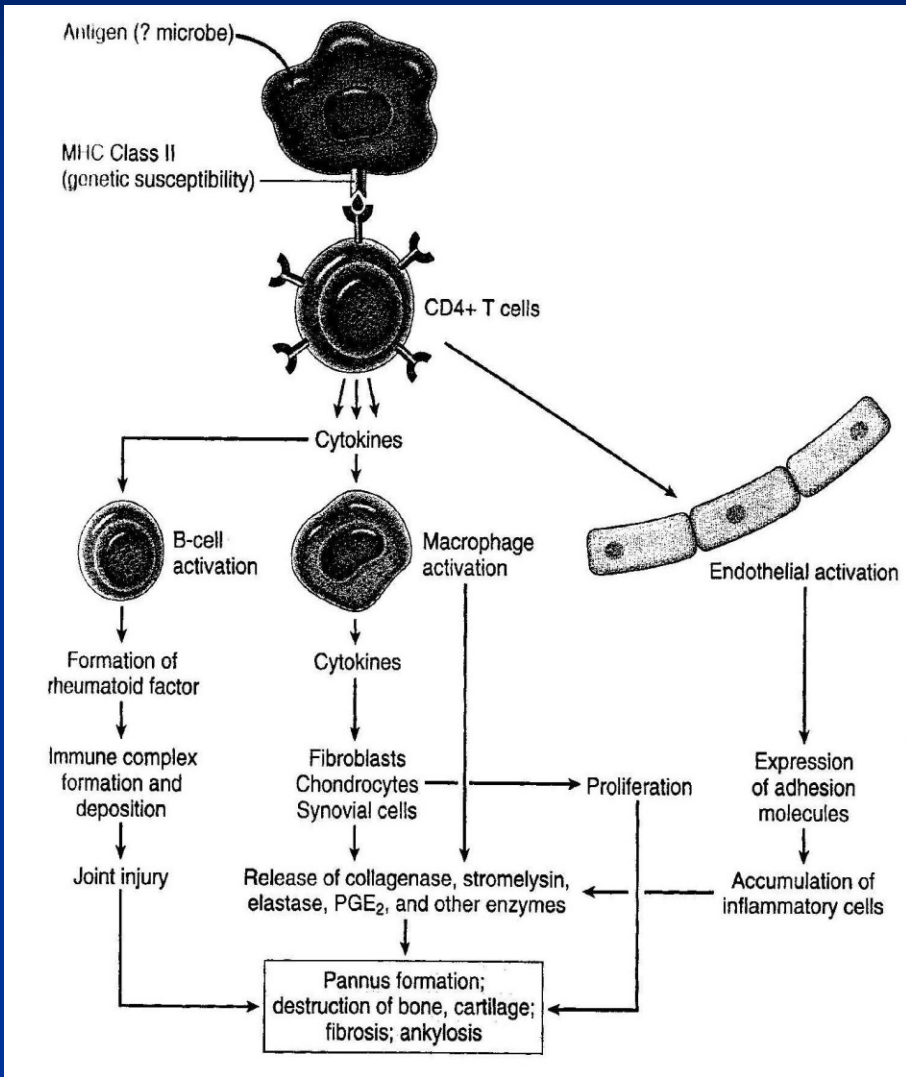 Antigen (? microbe)
MHC Class II
(genetic susceptibility)
CD4+ T cells
Cytokines
B-cell
activation
Macrophage
activation
Endothelial activation
Formation of
rheumatoid factor
Cytokines
Immune complex
formation and
deposition
Fibroblasts
Chondrocytes
Synovial cells
Proliferation
Expression
of adhesion
molecules
Joint injury
Release of collagenase, stromelysin,
elastase, PGE₂, and other enzymes
Accumulation of
inflammatory cells
Pannus formation;
destruction of bone, cartilage;
fibrosis; ankylosis